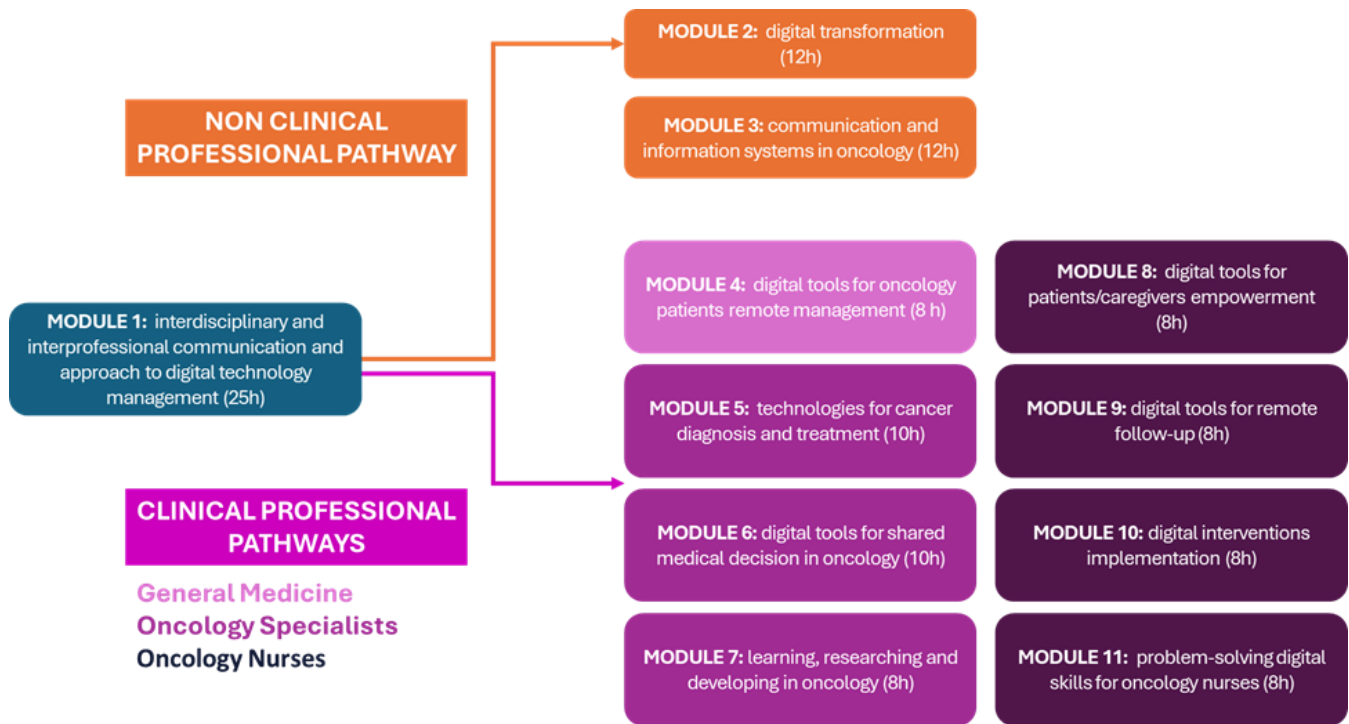 MODULE 2: digital transformation
(12h)
NON CLINICAL
PROFESSIONAL PATHWAY
MODULE 3: communication and
information systems in oncology (12h)
MODULE 1: interdisciplinary and
interprofessional communication and
approach to digital technology
management (25h)
CLINICAL PROFESSIONAL
PATHWAYS
General Medicine
Oncology Specialists
Oncology Nurses
MODULE 4: digital tools for oncology
patients remote management (8 h)
MODULE 5: technologies for cancer
diagnosis and treatment (10h)
MODULE 6: digital tools for shared
medical decision in oncology (10h)
MODULE 7: learning, researching and
developing in oncology (8h)
MODULE 8: digital tools for
patients/caregivers empowerment
(8h)
MODULE 9: digital tools for remote
follow-up (8h)
MODULE 10: digital interventions
implementation (8h)
MODULE 11: problem-solving digital
skills for oncology nurses (8h)